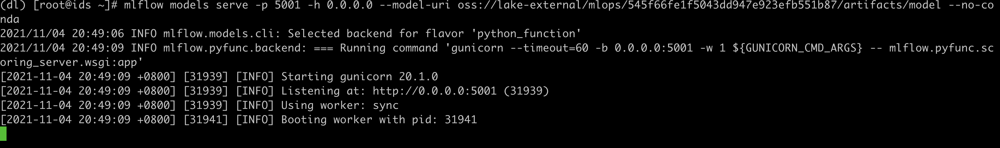 (dl) [root@ids ~]# mlflow models serve -p 5001 -h 0.0.0.0 --model-uri oss://lake-external/mlops/545f66fe1f5043dd947e923efb551b87/artifacts/model --no-co
nda
2021/11/04 20:49:06 INFO mlflow.models.cli: Selected backend for flavor 'python_function'
2021/11/04 20:49:09 INFO mlflow.pyfunc.backend: === Running command 'gunicorn --timeout=60 -b 0.0.0.0:5001 -w 1 ${GUNICORN_CMD_ARGS} -- mlflow.pyfunc.sc
oring_server.wsgi:app'
[2021-11-04 20:49:09 +0800] [31939] [INFO] Starting gunicorn 20.1.0
[2021-11-04 20:49:09 +0800] [31939] [INFO] Listening at: http://0.0.0.0:5001 (31939)
[2021-11-04 20:49:09 +0800] [31939] [INFO] Using worker: sync
[2021-11-04 20:49:09 +0800] [31941] [INFO] Booting worker with pid: 31941